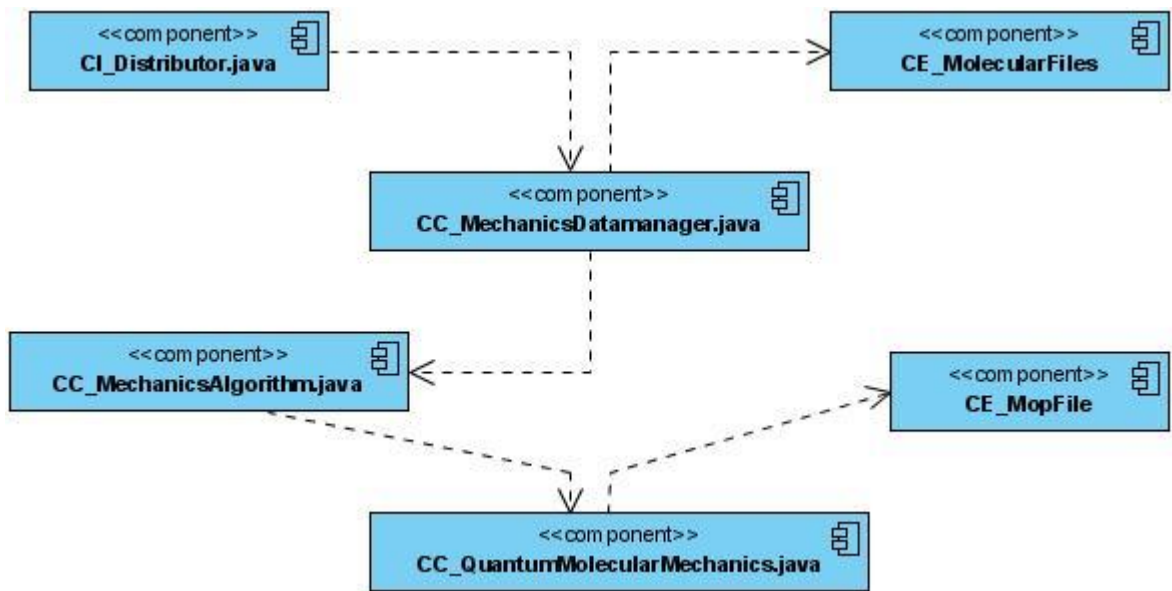 <<component>>
CI_Distributor.java
<<component>>
CE_MolecularFiles
<<component>>
CC_MechanicsDatamanager.java
<<component>>
CC_MechanicsAlgorithm.java
<<component>>
CE_MopFile
<<component>>
CC_QuantumMolecularMechanics.java